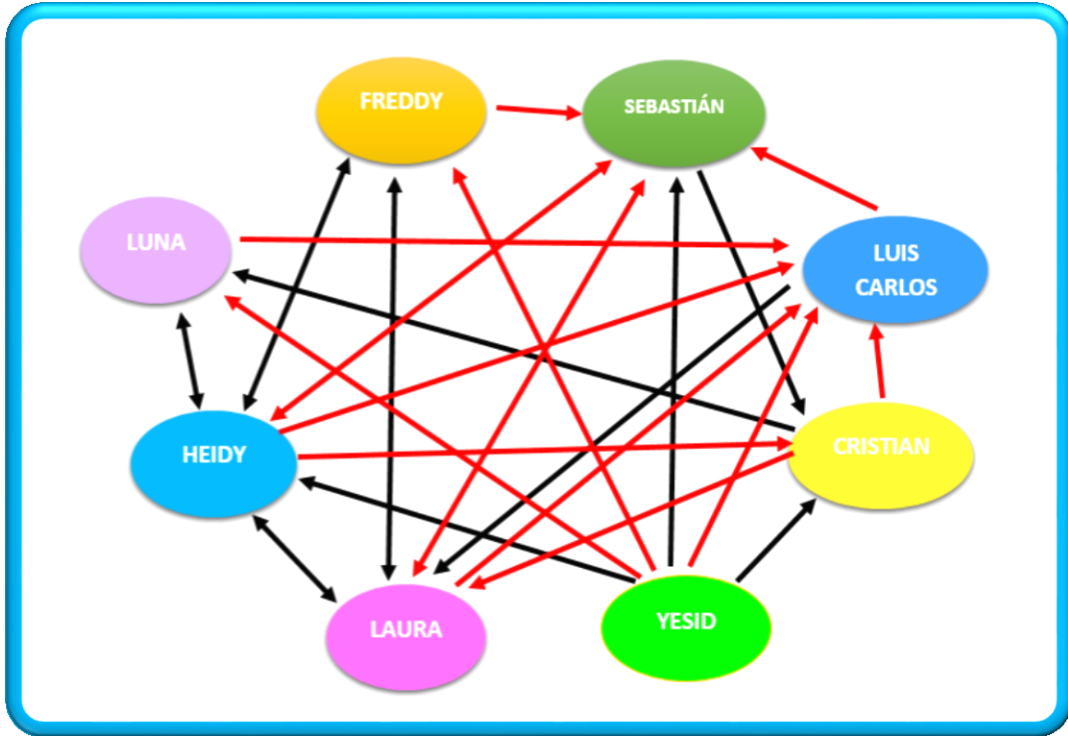 FREDDY
SEBASTIÁN
LUNA
LUIS
CARLOS
HEIDY
CRISTIAN
LAURA
YESID